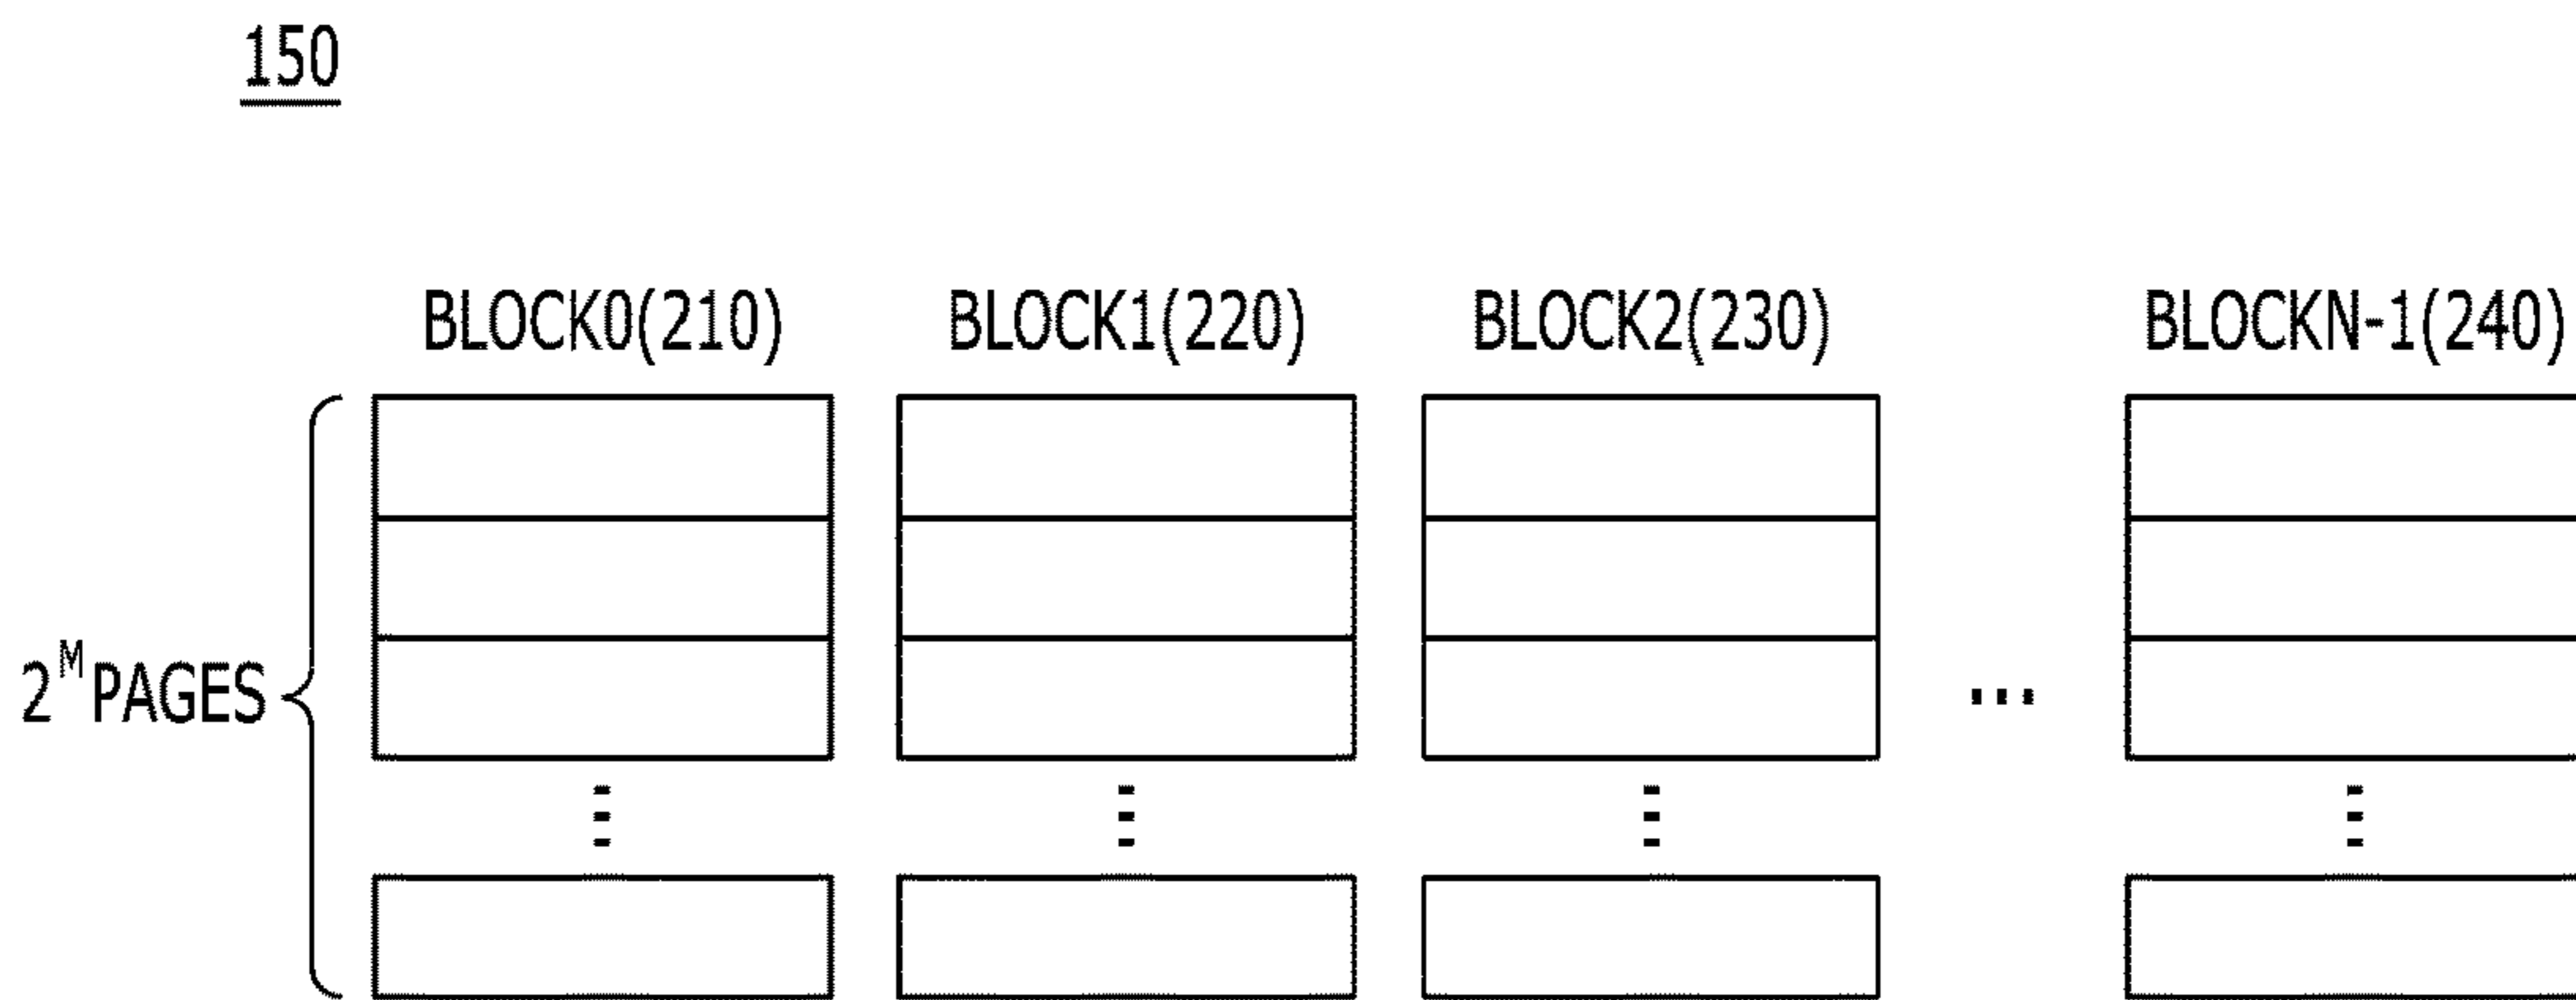 150
BLOCK0(210) BLOCK1(220) BLOCK2(230) BLOCKN-1(240)
2^M PAGES
...